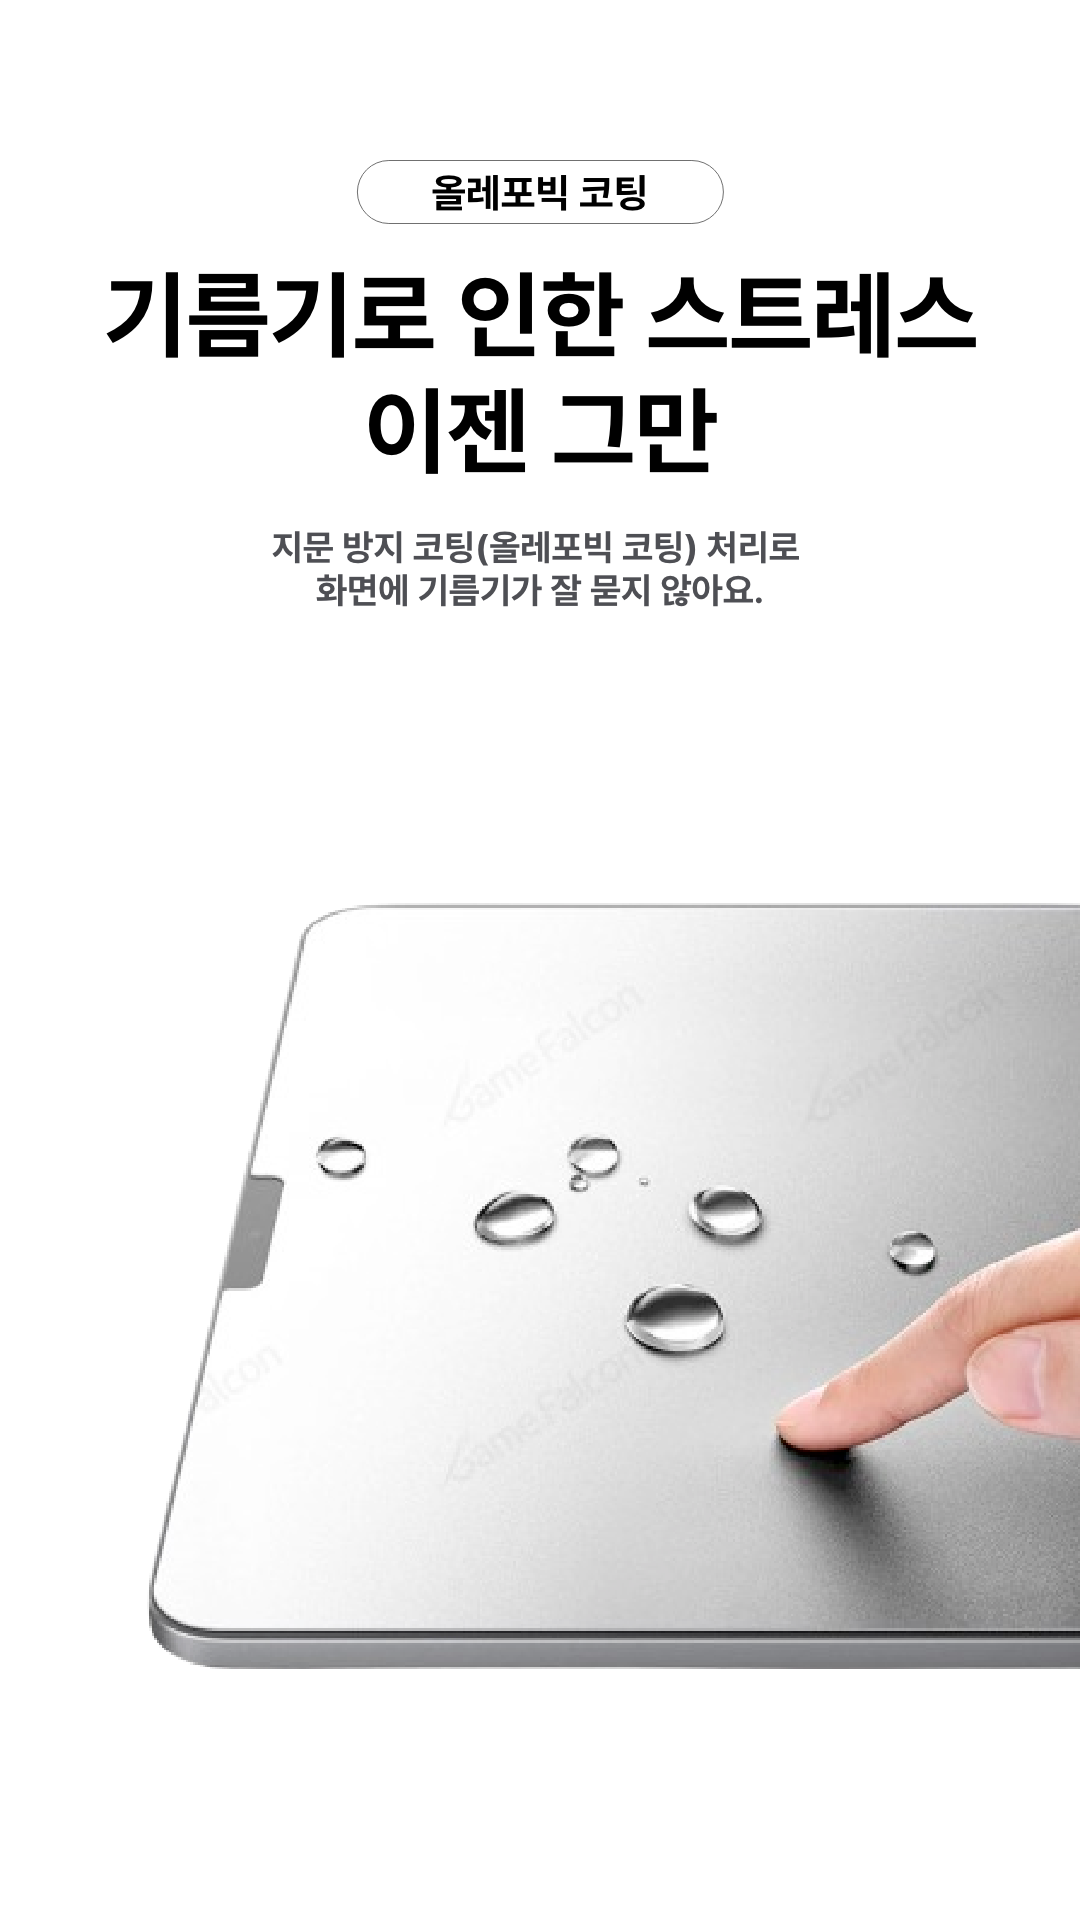 올레포빅 코팅
기름기로 인한 스트레스
이젠 그만
지문 방지 코팅(올레포빅 코팅) 처리로
화면에 기름기가 잘 묻지 않아요.
GameFalcon
GameFalcon
alcon
GameFalcon